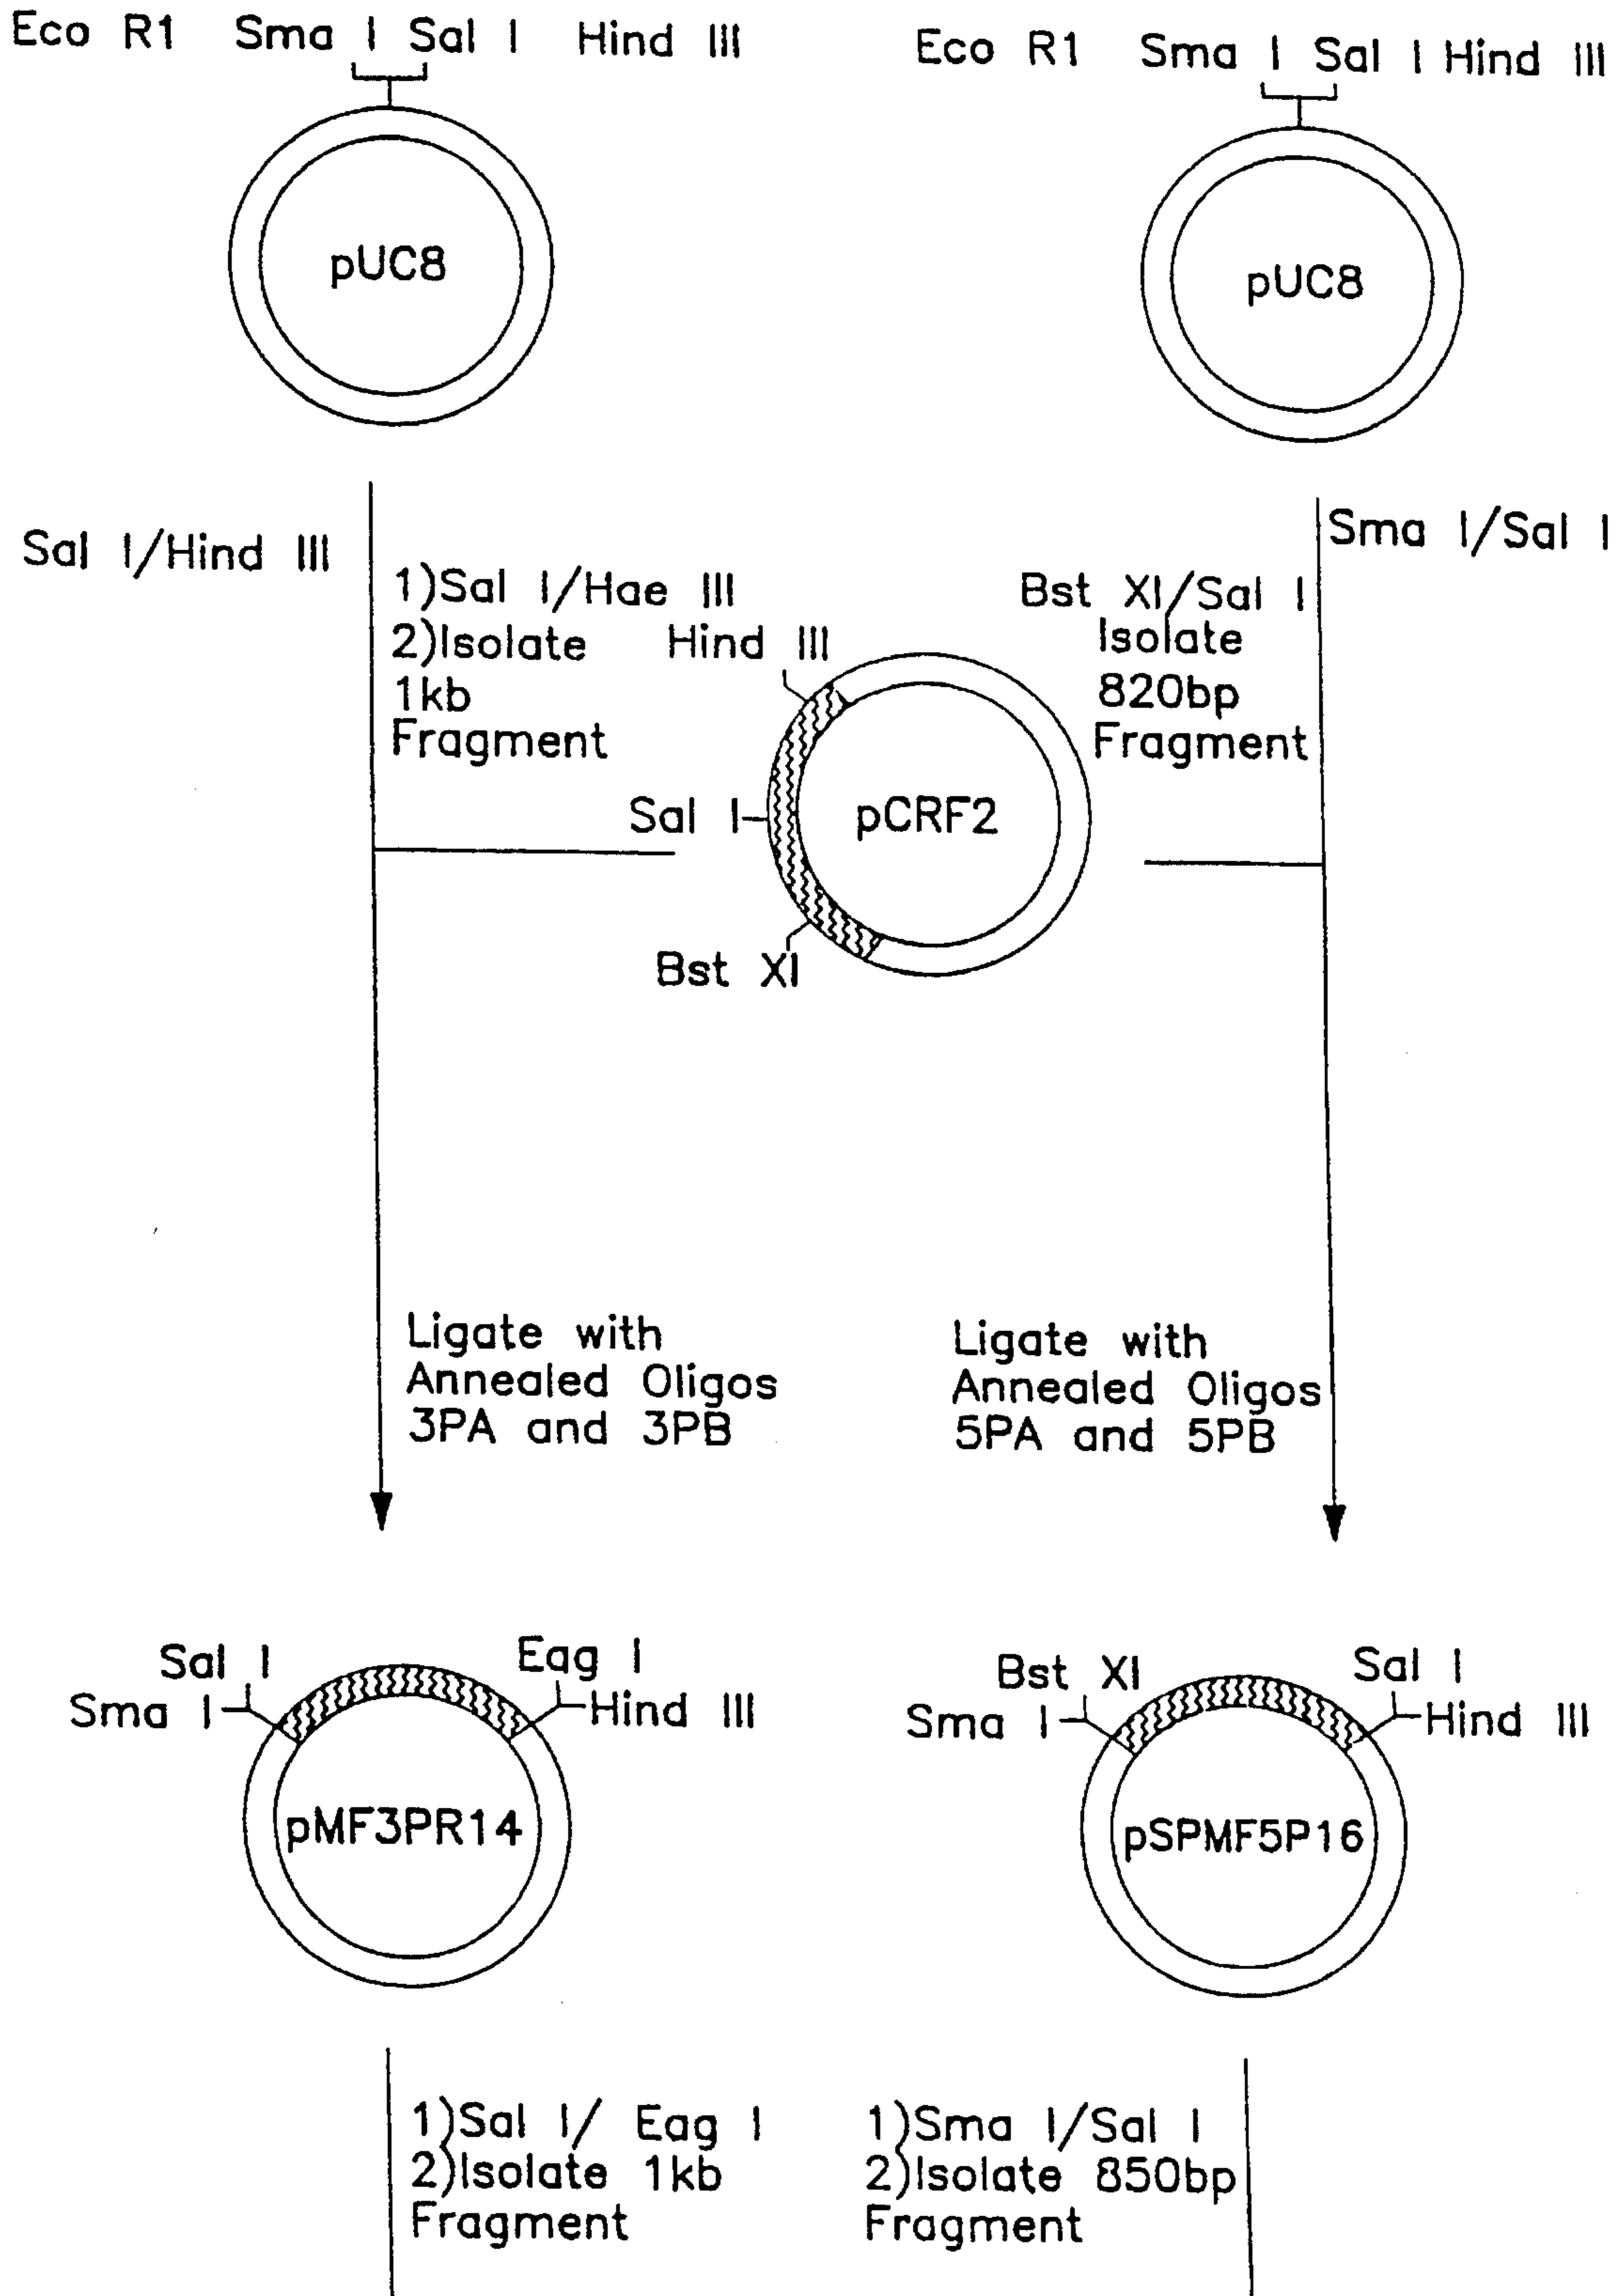 Eco R1 Sma I Sal I Hind III
Eco R1 Sma I Sal I Hind III
pUC8
pUC8
Sal I/Hind III
Sma I/Sal I
1)Sal I/Hae III
2)Isolate
1kb
Fragment
Bst XI/Sal I
Isolate
820bp
Fragment
Hind III
Sal I
pCRF2
Bst XI
Ligate with
Annealed Oligos
3PA and 3PB
Ligate with
Annealed Oligos
5PA and 5PB
Sal I
Eag I
Sma I
Hind III
pMF3PR14
Bst XI
Sal I
Sma I
Hind III
pSPMF5P16
1)Sal I/ Eag I
2)Isolate 1kb
Fragment
1)Sma I/Sal I
2)Isolate 850bp
Fragment